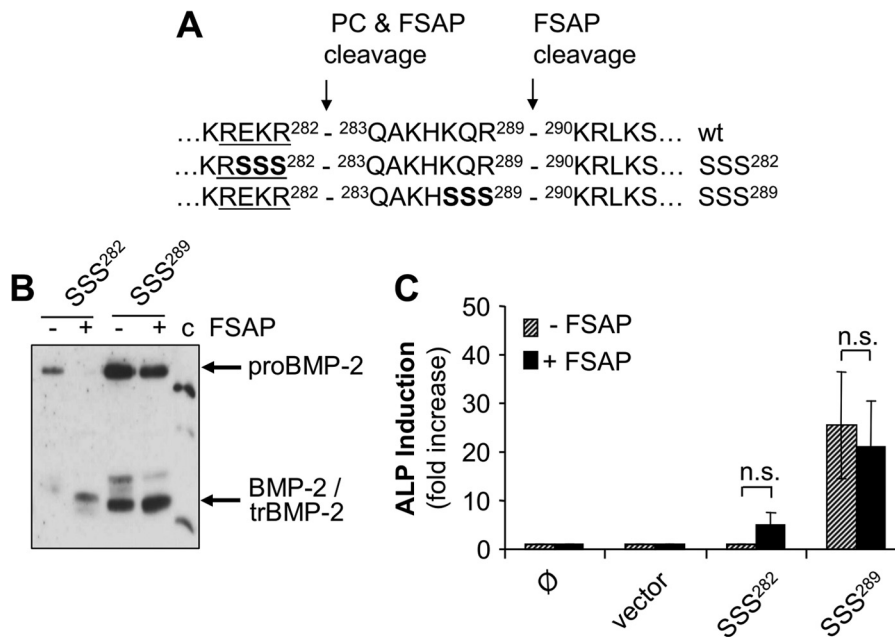 A
PC & FSAP cleavage
FSAP cleavage
...KREKR²⁸² - ²⁸³QAKHKQR²⁸⁹ - ²⁹⁰KRLKS... wt
...KRSSS²⁸² - ²⁸³QAKHKQR²⁸⁹ - ²⁹⁰KRLKS... SSS²⁸²
...KREKR²⁸² - ²⁸³QAKHSSS²⁸⁹ - ²⁹⁰KRLKS... SSS²⁸⁹
B
SSS²⁸² SSS²⁸⁹
- + - + c FSAP
proBMP-2
BMP-2 /
trBMP-2
C
ALP Induction
(fold increase)
50
40
30
20
10
0
- FSAP
+ FSAP
n.s.
n.s.
Ø
vector
SSS²⁸²
SSS²⁸⁹